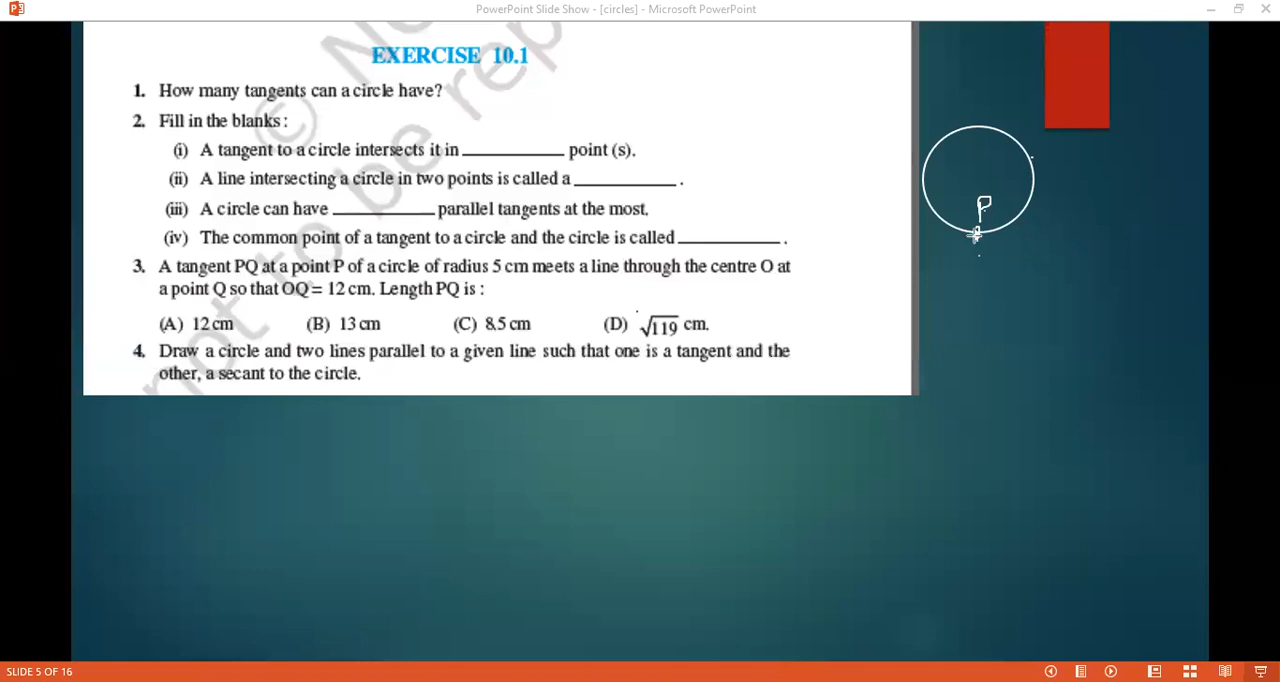 PowerPoint Slide Show - [circles] - Microsoft PowerPoint
EXERCISE 10.1
1. How many tangents can a circle have?
2. Fill in the blanks :
(i) A tangent to a circle intersects it in __________ point (s).
(ii) A line intersecting a circle in two points is called a __________ .
(iii) A circle can have __________ parallel tangents at the most.
(iv) The common point of a tangent to a circle and the circle is called __________ .
3. A tangent PQ at a point P of a circle of radius 5 cm meets a line through the centre O at
a point Q so that OQ = 12 cm. Length PQ is :
(A) 12 cm (B) 13 cm (C) 8.5 cm (D) √119 cm.
4. Draw a circle and two lines parallel to a given line such that one is a tangent and the
other, a secant to the circle.
P
© No
not to be rep
SLIDE 5 OF 16